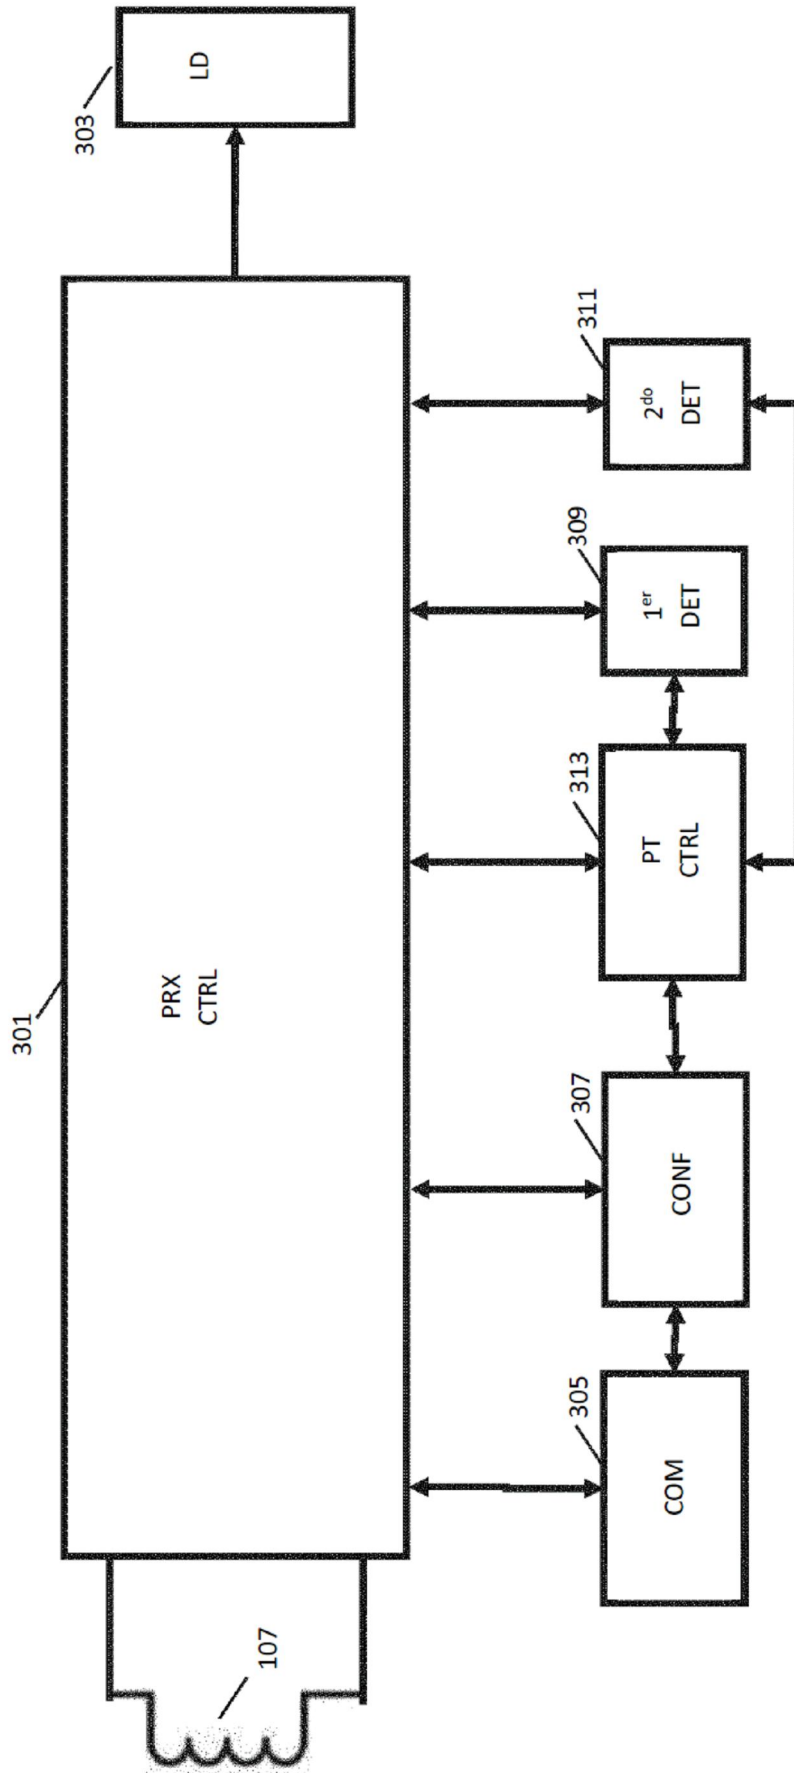 301
303
LD
PRX
CTRL
107
305
COM
307
CONF
313
PT
CTRL
309
1er
DET
311
2do
DET